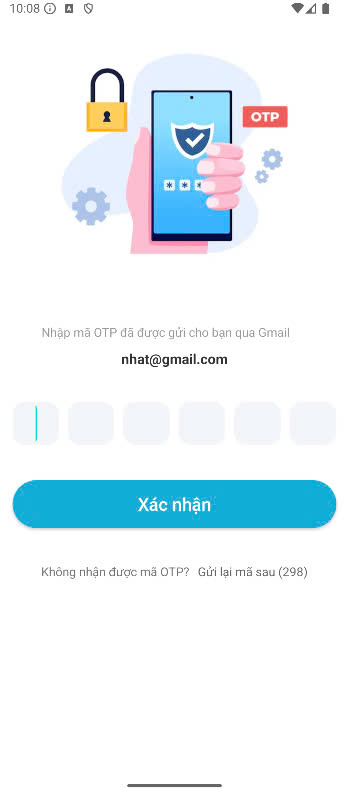 10:08
OTP
* * *
Nhập mã OTP đã được gửi cho bạn qua Gmail
nhat@gmail.com
Xác nhận
Không nhận được mã OTP? Gửi lại mã sau (298)